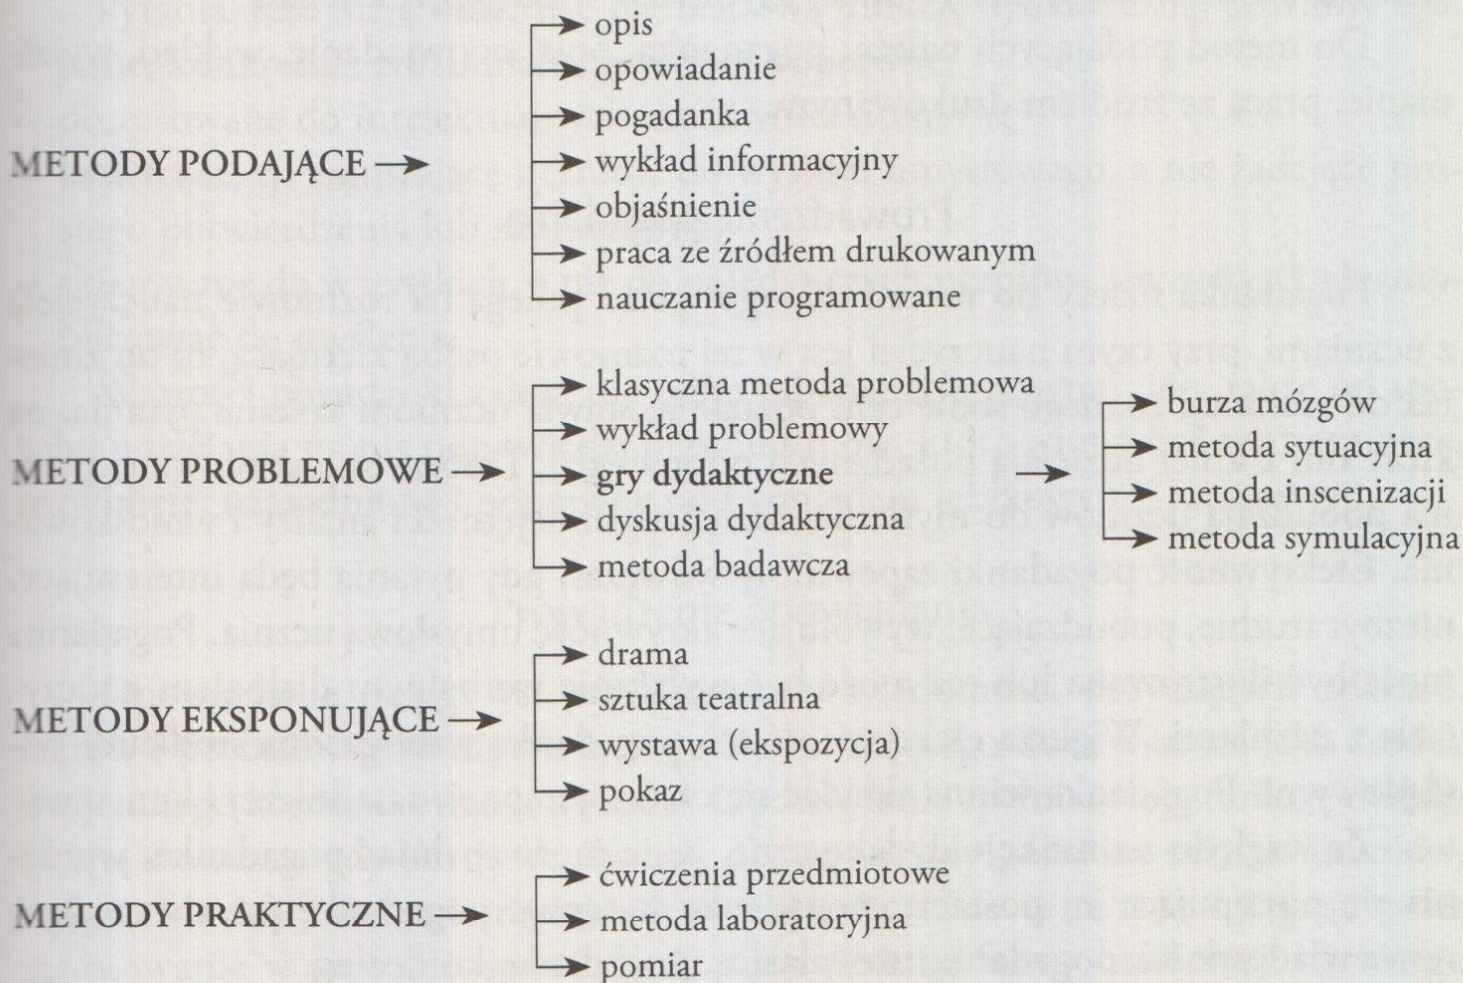 opis
opowiadanie
pogadanka
METODY PODAJĄCE
wykład informacyjny
objaśnienie
praca ze źródłem drukowanym
nauczanie programowane
klasyczna metoda problemowa
wykład problemowy
METODY PROBLEMOWE
gry dydaktyczne
dyskusja dydaktyczna
metoda badawcza
burza mózgów
metoda sytuacyjna
metoda inscenizacji
metoda symulacyjna
drama
sztuka teatralna
METODY EKSPONUJĄCE
wystawa (ekspozycja)
pokaz
ćwiczenia przedmiotowe
METODY PRAKTYCZNE
metoda laboratoryjna
pomiar